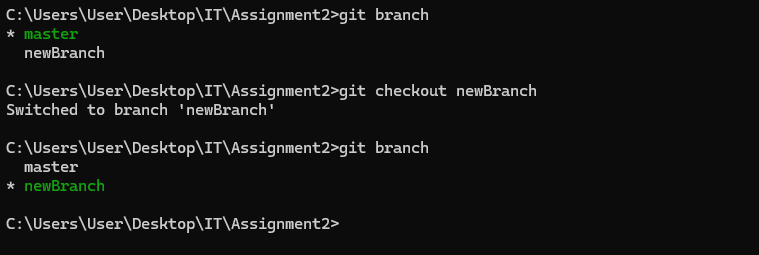 C:\Users\User\Desktop\IT\Assignment2>git branch
* master
  newBranch
C:\Users\User\Desktop\IT\Assignment2>git checkout newBranch
Switched to branch 'newBranch'
C:\Users\User\Desktop\IT\Assignment2>git branch
  master
* newBranch
C:\Users\User\Desktop\IT\Assignment2>